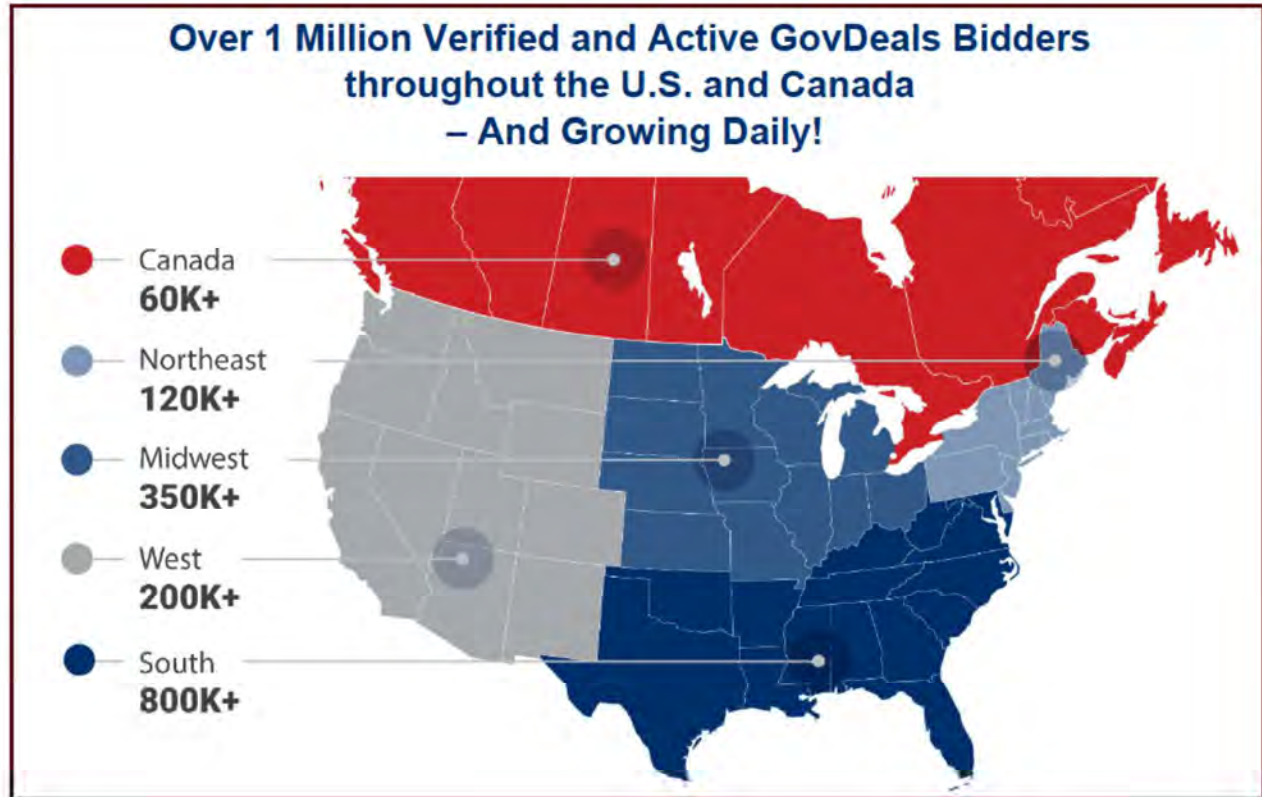 Over 1 Million Verified and Active GovDeals Bidders
throughout the U.S. and Canada
– And Growing Daily!
Canada
60K+
Northeast
120K+
Midwest
350K+
West
200K+
South
800K+